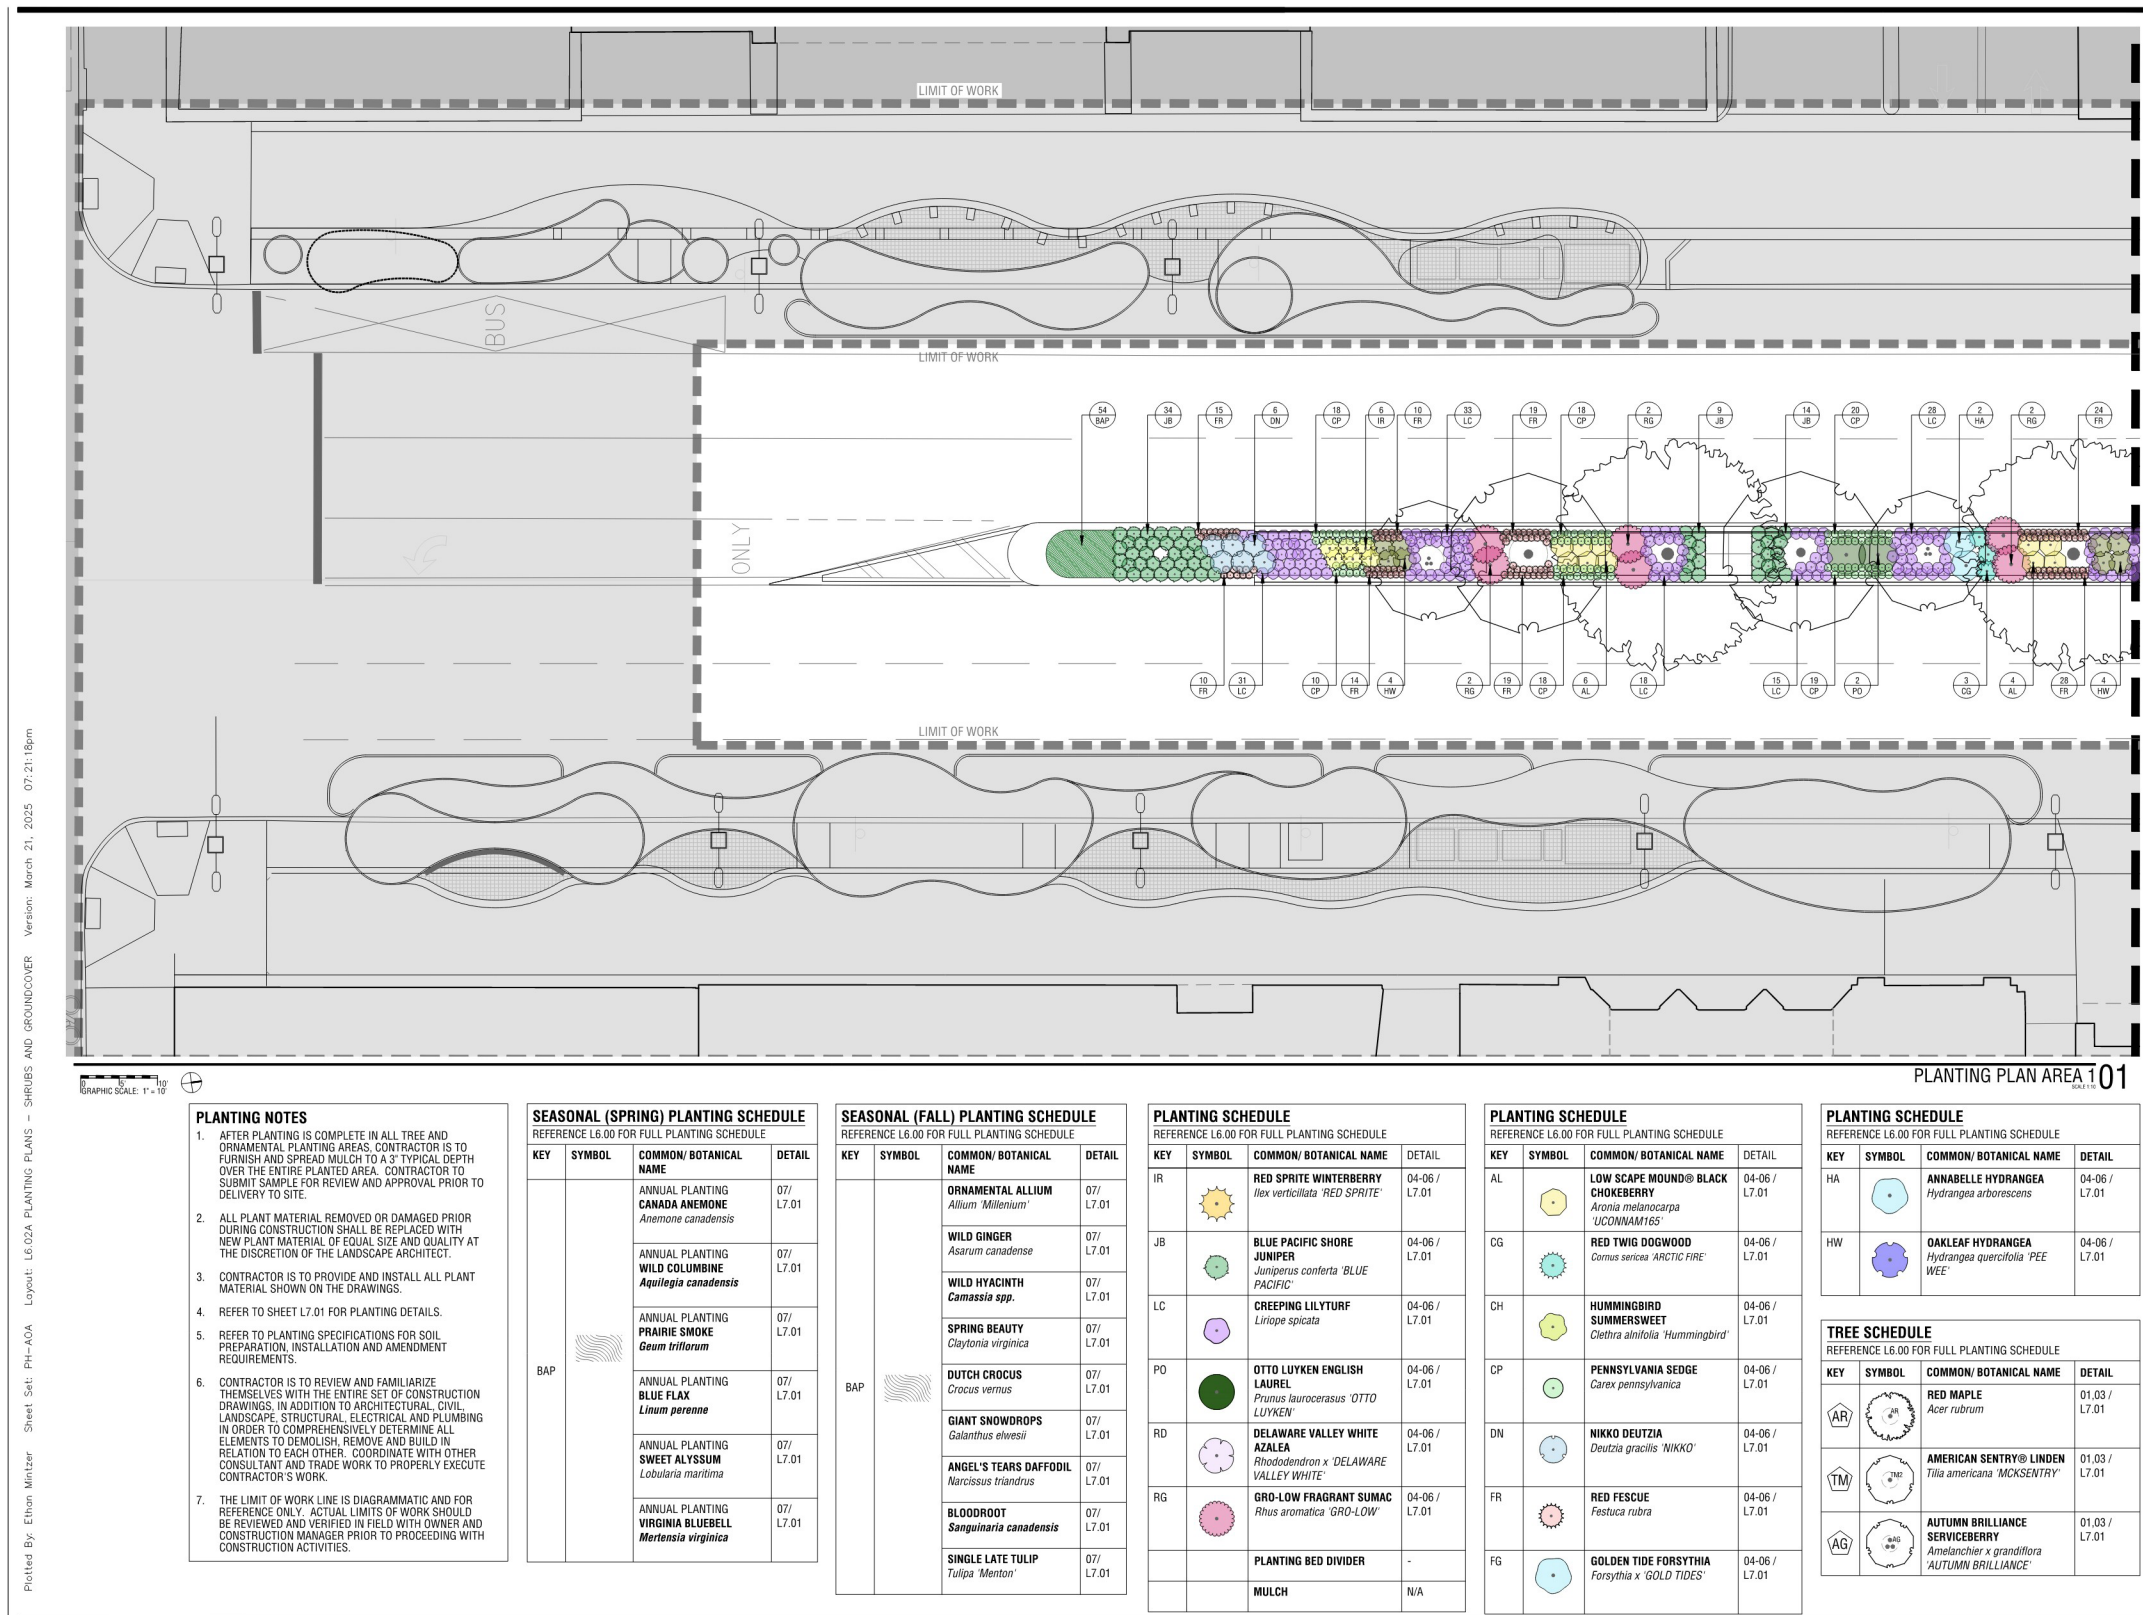 LIMIT OF WORK
BUS
LIMIT OF WORK
54
BAP
34
JB
15
FR
6
DN
18
CP
6
IR
10
FR
33
LC
19
FR
18
CP
2
RG
9
JB
14
JB
20
CP
28
LC
2
HA
2
RG
24
FR
ONLY
10
FR
31
LC
10
CP
14
FR
4
HW
2
RG
19
FR
18
CP
6
AL
18
LC
15
LC
19
CP
2
PO
3
CG
4
AL
28
FR
4
HW
LIMIT OF WORK
Plotted By: Ethan Mintzer Sheet Set: PH-AOA Layout: L6.02A PLANTING PLANS - SHRUBS AND GROUNDCOVER Version: March 21, 2025 07:21:18pm
0 5' 10'
GRAPHIC SCALE: 1" = 10'
PLANTING PLAN AREA 1 01
SCALE 1:10
PLANTING NOTES
1. AFTER PLANTING IS COMPLETE IN ALL TREE AND
ORNAMENTAL PLANTING AREAS, CONTRACTOR IS TO
FURNISH AND SPREAD MULCH TO A 3" TYPICAL DEPTH
OVER THE ENTIRE PLANTED AREA. CONTRACTOR TO
SUBMIT SAMPLE FOR REVIEW AND APPROVAL PRIOR TO
DELIVERY TO SITE.
2. ALL PLANT MATERIAL REMOVED OR DAMAGED PRIOR
DURING CONSTRUCTION SHALL BE REPLACED WITH
NEW PLANT MATERIAL OF EQUAL SIZE AND QUALITY AT
THE DISCRETION OF THE LANDSCAPE ARCHITECT.
3. CONTRACTOR IS TO PROVIDE AND INSTALL ALL PLANT
MATERIAL SHOWN ON THE DRAWINGS.
4. REFER TO SHEET L7.01 FOR PLANTING DETAILS.
5. REFER TO PLANTING SPECIFICATIONS FOR SOIL
PREPARATION, INSTALLATION AND AMENDMENT
REQUIREMENTS.
6. CONTRACTOR IS TO REVIEW AND FAMILIARIZE
THEMSELVES WITH THE ENTIRE SET OF CONSTRUCTION
DRAWINGS, IN ADDITION TO ARCHITECTURAL, CIVIL,
LANDSCAPE, STRUCTURAL, ELECTRICAL AND PLUMBING
IN ORDER TO COMPREHENSIVELY DETERMINE ALL
ELEMENTS TO DEMOLISH, REMOVE AND BUILD IN
RELATION TO EACH OTHER. COORDINATE WITH OTHER
CONSULTANT AND TRADE WORK TO PROPERLY EXECUTE
CONTRACTOR'S WORK.
7. THE LIMIT OF WORK LINE IS DIAGRAMMATIC AND FOR
REFERENCE ONLY. ACTUAL LIMITS OF WORK SHOULD
BE REVIEWED AND VERIFIED IN FIELD WITH OWNER AND
CONSTRUCTION MANAGER PRIOR TO PROCEEDING WITH
CONSTRUCTION ACTIVITIES.
SEASONAL (SPRING) PLANTING SCHEDULE
REFERENCE L6.00 FOR FULL PLANTING SCHEDULE
KEY SYMBOL COMMON/ BOTANICAL DETAIL
NAME
BAP
ANNUAL PLANTING 07/
CANADA ANEMONE L7.01
Anemone canadensis
ANNUAL PLANTING 07/
WILD COLUMBINE L7.01
Aquilegia canadensis
ANNUAL PLANTING 07/
PRAIRIE SMOKE L7.01
Geum triflorum
ANNUAL PLANTING 07/
BLUE FLAX L7.01
Linum perenne
ANNUAL PLANTING 07/
SWEET ALYSSUM L7.01
Lobularia maritima
ANNUAL PLANTING 07/
VIRGINIA BLUEBELL L7.01
Mertensia virginica
SEASONAL (FALL) PLANTING SCHEDULE
REFERENCE L6.00 FOR FULL PLANTING SCHEDULE
KEY SYMBOL COMMON/ BOTANICAL DETAIL
NAME
BAP
ORNAMENTAL ALLIUM 07/
Allium 'Millenium' L7.01
WILD GINGER 07/
Asarum canadense L7.01
WILD HYACINTH 07/
Camassia spp. L7.01
SPRING BEAUTY 07/
Claytonia virginica L7.01
DUTCH CROCUS 07/
Crocus vernus L7.01
GIANT SNOWDROPS 07/
Galanthus elwesii L7.01
ANGEL'S TEARS DAFFODIL 07/
Narcissus triandrus L7.01
BLOODROOT 07/
Sanguinaria canadensis L7.01
SINGLE LATE TULIP 07/
Tulipa 'Menton' L7.01
PLANTING SCHEDULE
REFERENCE L6.00 FOR FULL PLANTING SCHEDULE
KEY SYMBOL COMMON/ BOTANICAL NAME DETAIL
IR RED SPRITE WINTERBERRY 04-06 /
Ilex verticillata 'RED SPRITE' L7.01
JB BLUE PACIFIC SHORE 04-06 /
JUNIPER L7.01
Juniperus conferta 'BLUE
PACIFIC'
LC CREEPING LILYTURF 04-06 /
Liriope spicata L7.01
PO OTTO LUYKEN ENGLISH 04-06 /
LAUREL L7.01
Prunus laurocerasus 'OTTO
LUYKEN'
RD DELAWARE VALLEY WHITE 04-06 /
AZALEA L7.01
Rhododendron x 'DELAWARE
VALLEY WHITE'
RG GRO-LOW FRAGRANT SUMAC 04-06 /
Rhus aromatica 'GRO-LOW' L7.01
PLANTING BED DIVIDER -
MULCH N/A
PLANTING SCHEDULE
REFERENCE L6.00 FOR FULL PLANTING SCHEDULE
KEY SYMBOL COMMON/ BOTANICAL NAME DETAIL
AL LOW SCAPE MOUND® BLACK 04-06 /
CHOKEBERRY L7.01
Aronia melanocarpa
'UCONNAM165'
CG RED TWIG DOGWOOD 04-06 /
Cornus sericea 'ARCTIC FIRE' L7.01
CH HUMMINGBIRD 04-06 /
SUMMERSWEET L7.01
Clethra alnifolia 'Hummingbird'
CP PENNSYLVANIA SEDGE 04-06 /
Carex pennsylvanica L7.01
DN NIKKO DEUTZIA 04-06 /
Deutzia gracilis 'NIKKO' L7.01
FR RED FESCUE 04-06 /
Festuca rubra L7.01
FG GOLDEN TIDE FORSYTHIA 04-06 /
Forsythia x 'GOLD TIDES' L7.01
PLANTING SCHEDULE
REFERENCE L6.00 FOR FULL PLANTING SCHEDULE
KEY SYMBOL COMMON/ BOTANICAL NAME DETAIL
HA ANNABELLE HYDRANGEA 04-06 /
Hydrangea arborescens L7.01
HW OAKLEAF HYDRANGEA 04-06 /
Hydrangea quercifolia 'PEE L7.01
WEE'
TREE SCHEDULE
REFERENCE L6.00 FOR FULL PLANTING SCHEDULE
KEY SYMBOL COMMON/ BOTANICAL NAME DETAIL
AR AR RED MAPLE 01,03 /
Acer rubrum L7.01
TM TM2 AMERICAN SENTRY® LINDEN 01,03 /
Tilia americana 'MCKSENTRY' L7.01
AG AG AUTUMN BRILLIANCE 01,03 /
SERVICEBERRY L7.01
Amelanchier x grandiflora
'AUTUMN BRILLIANCE'